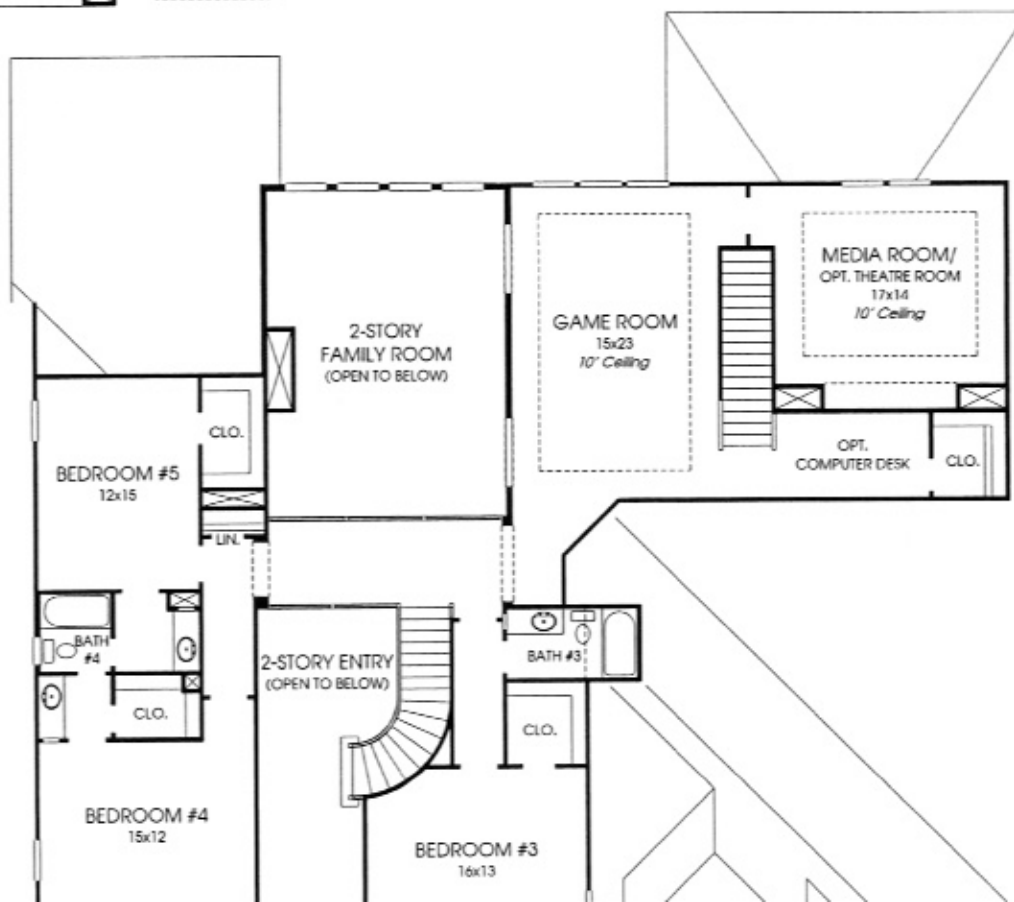 MEDIA ROOM/
OPT. THEATRE ROOM
17x14
10' Ceiling
2-STORY
FAMILY ROOM
(OPEN TO BELOW)
GAME ROOM
15x23
10' Ceiling
CLO.
BEDROOM #5
12x15
OPT.
COMPUTER DESK
CLO.
LIN.
BATH
#4
2-STORY ENTRY
(OPEN TO BELOW)
BATH #3
CLO.
CLO.
BEDROOM #4
15x12
BEDROOM #3
16x13